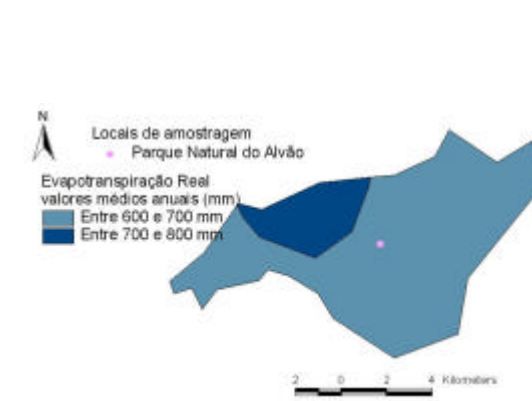 N
Locais de amostragem
Parque Natural do Alvão
Evapotranspiração Real
valores médios anuais (mm)
Entre 600 e 700 mm
Entre 700 e 800 mm
2 0 2 4 Kilometers